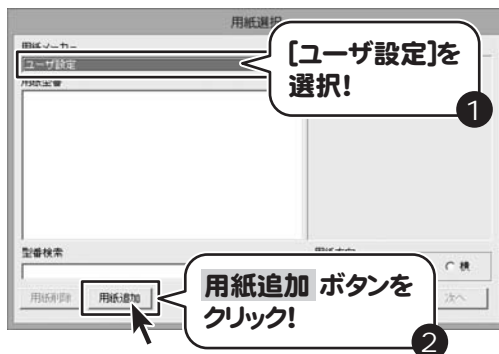 用紙選択
用紙メーカー
ユーザ設定
用紙型番
[ユーザ設定]を
選択!
1
型番検索
用紙方向
横
用紙削除
用紙追加
次へ
用紙追加 ボタンを
クリック!
2